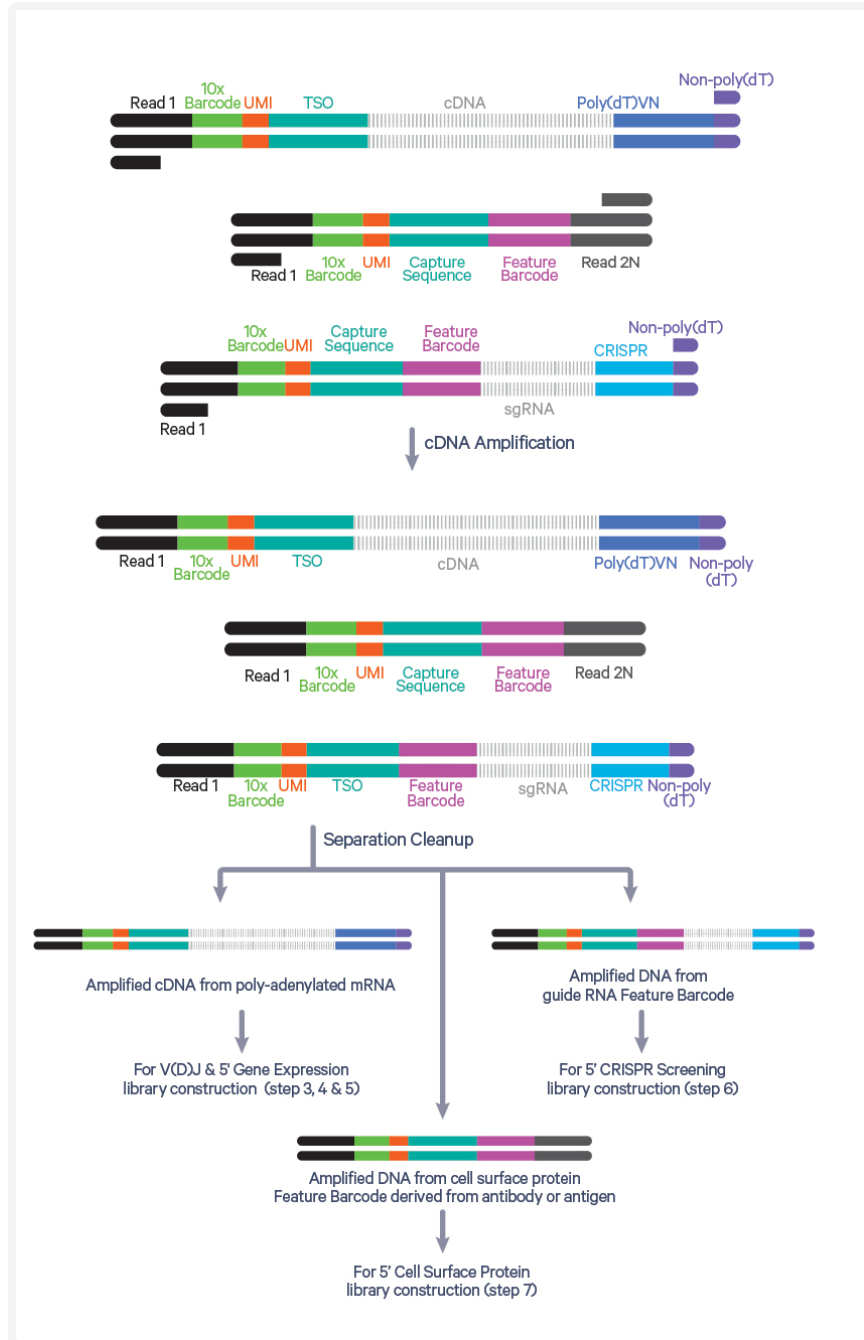 Non-poly(dT)
10x
Barcode
Read 1
UMI
TSO
cDNA
Poly(dT)VN
Read 1
10x
Barcode
UMI
Capture
Sequence
Feature
Barcode
Read 2N
10x
Barcode
UMI
Capture
Sequence
Feature
Barcode
Non-poly(dT)
CRISPR
sgRNA
Read 1
cDNA Amplification
Read 1
10x
Barcode
UMI
TSO
cDNA
Poly(dT)VN
Non-poly
(dT)
Read 1
10x
Barcode
UMI
Capture
Sequence
Feature
Barcode
Read 2N
Read 1
10x
Barcode
UMI
TSO
Feature
Barcode
sgRNA
CRISPR
Non-poly
(dT)
Separation Cleanup
Amplified cDNA from poly-adenylated mRNA
For V(D)J & 5' Gene Expression
library construction (step 3, 4 & 5)
Amplified DNA from
guide RNA Feature Barcode
For 5' CRISPR Screening
library construction (step 6)
Amplified DNA from cell surface protein
Feature Barcode derived from antibody or antigen
For 5' Cell Surface Protein
library construction (step 7)